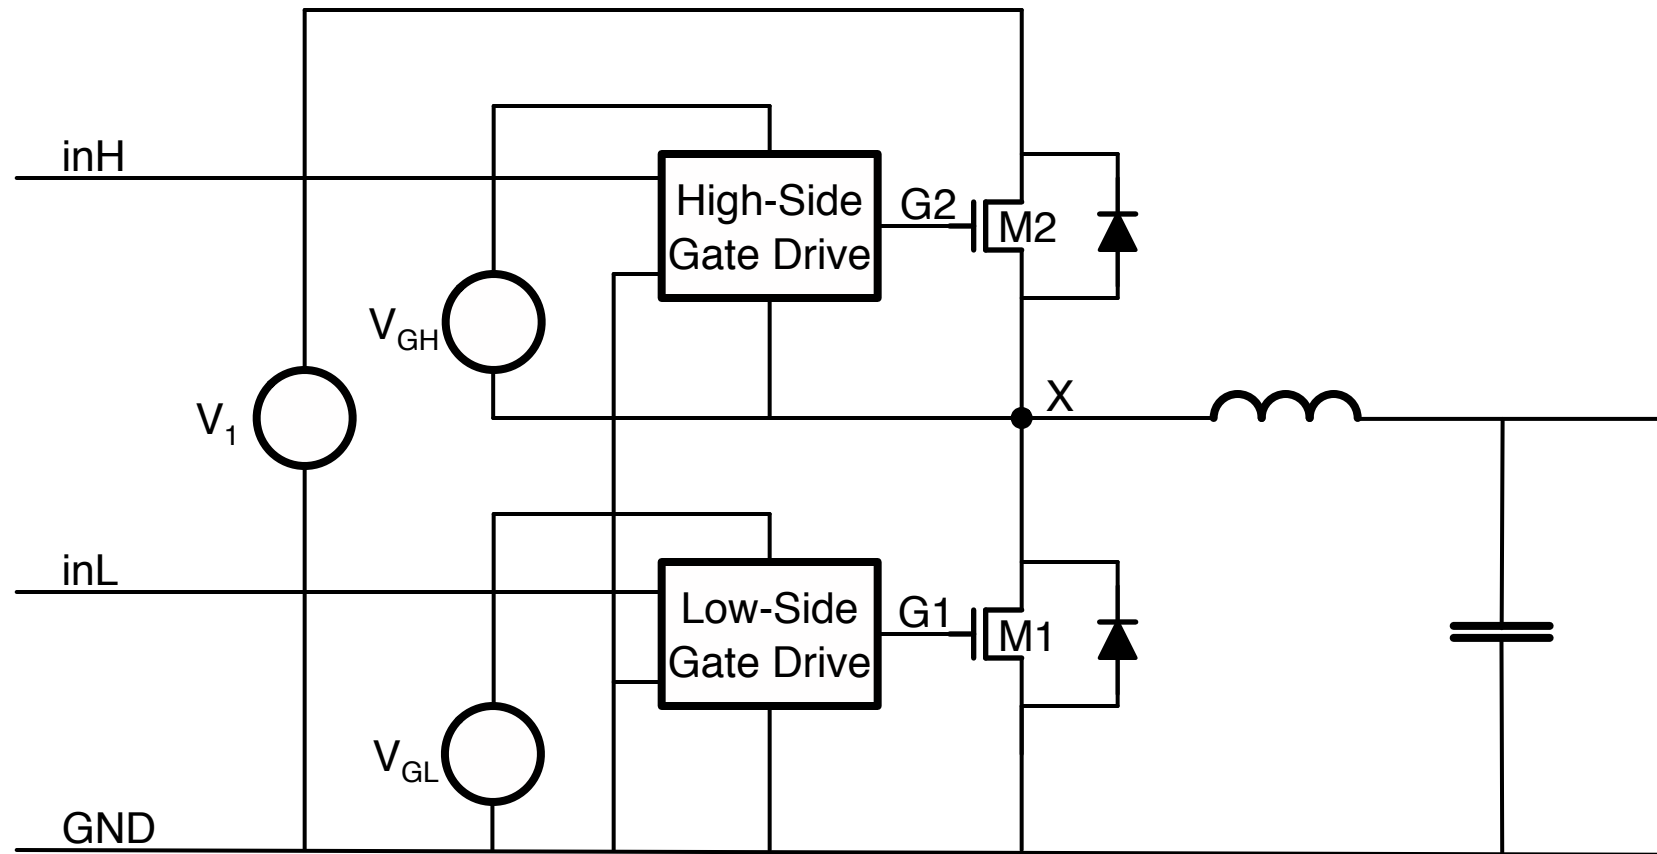 inH
High-Side
Gate Drive
G2
M2
V_GH
X
V_1
inL
Low-Side
Gate Drive
G1
M1
V_GL
GND